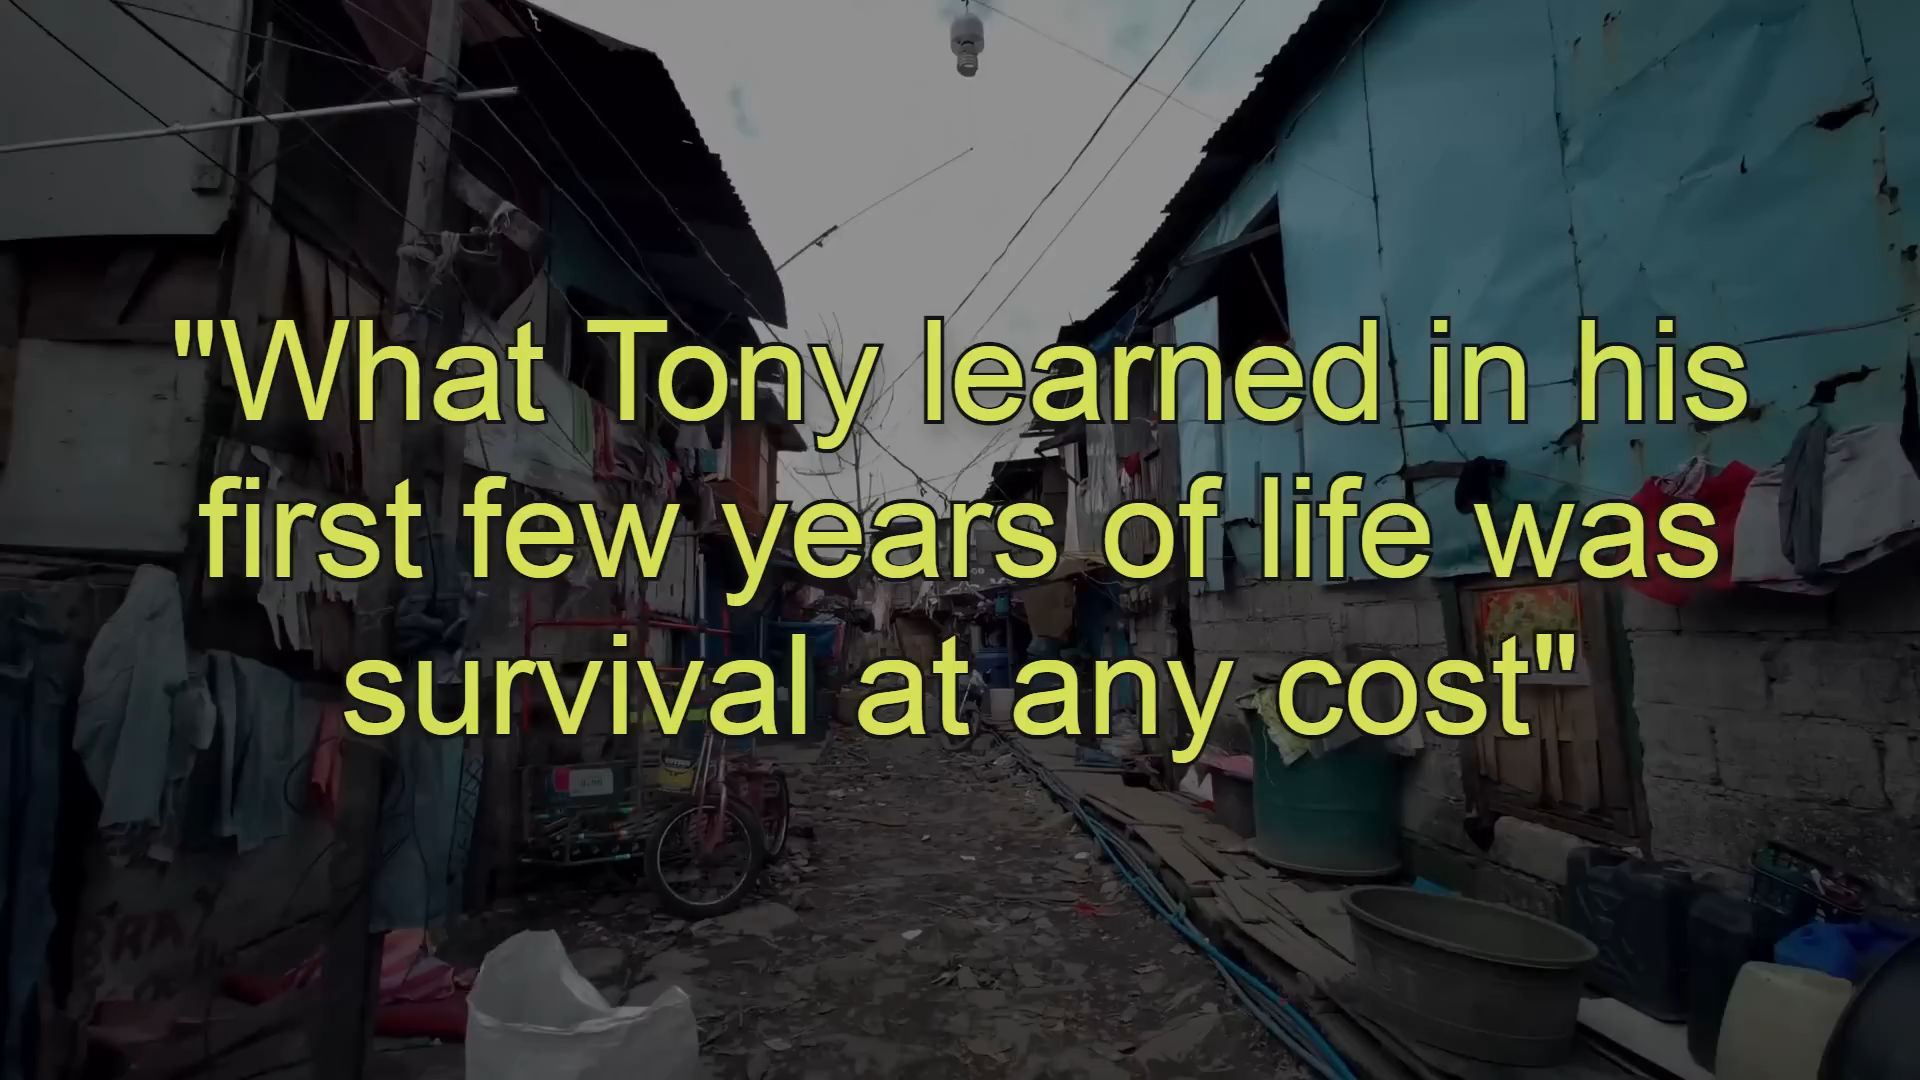 "What Tony learned in his
first few years of life was
survival at any cost"